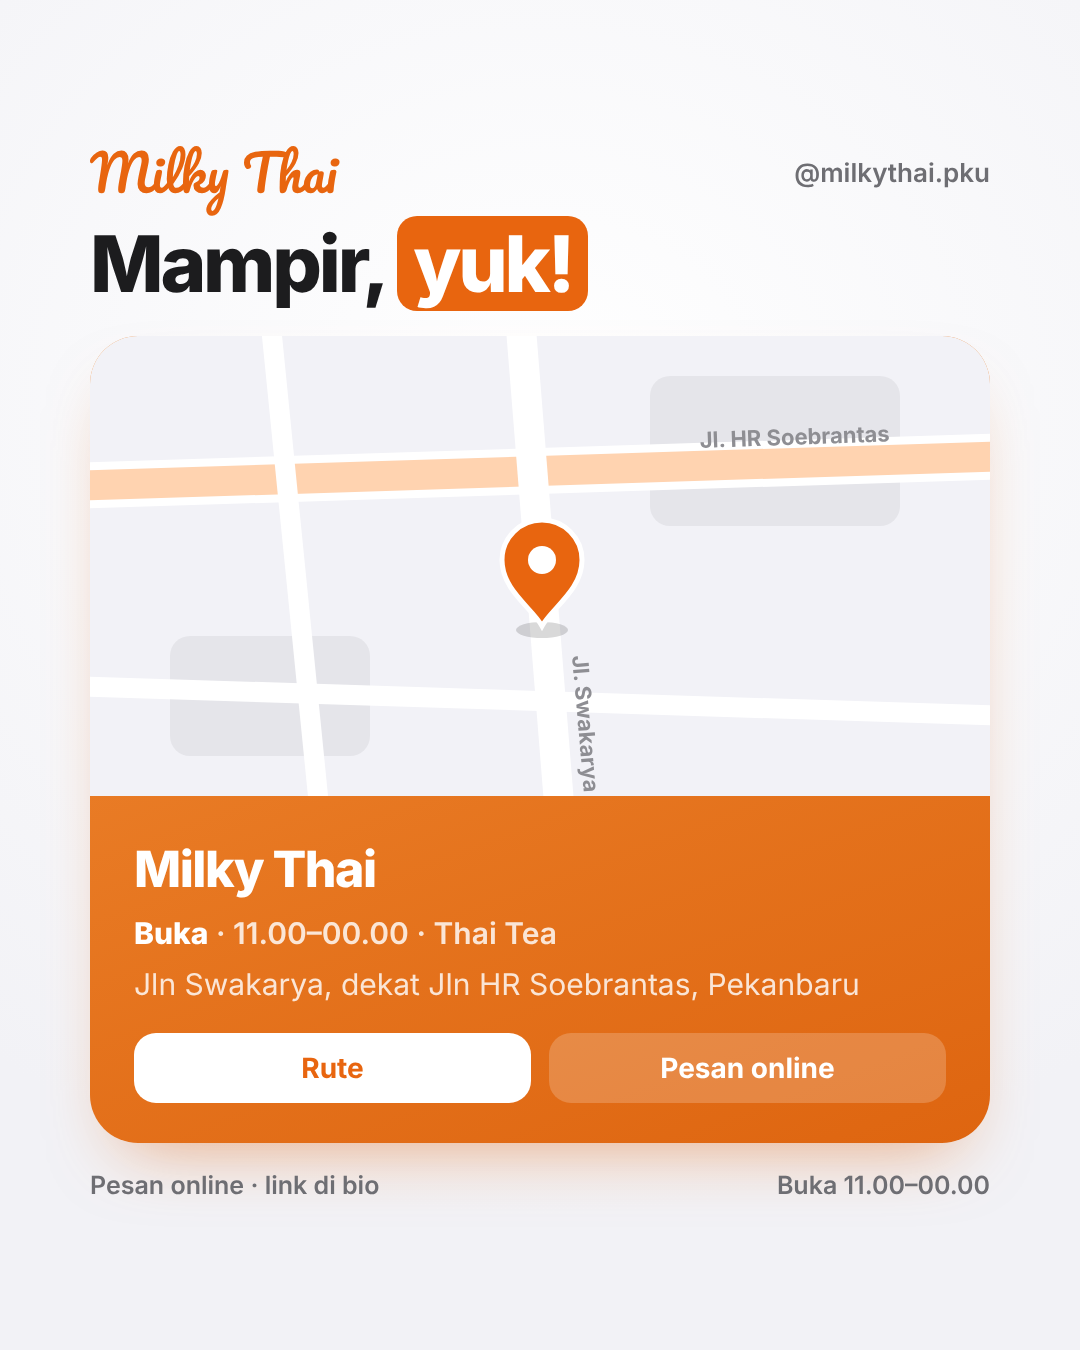 Milky Thai
@milkythai.pku
Mampir, yuk!
Jl. HR Soebrantas
Jl. Swakarya
Milky Thai
Buka · 11.00–00.00 · Thai Tea
Jln Swakarya, dekat Jln HR Soebrantas, Pekanbaru
Rute
Pesan online
Pesan online · link di bio
Buka 11.00–00.00